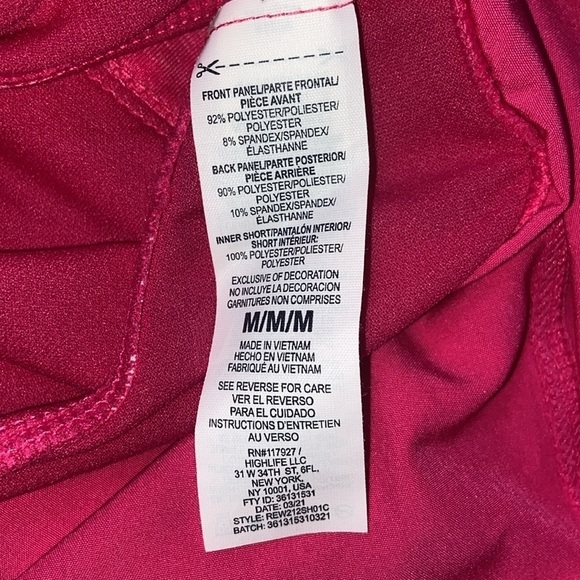 FRONT PANEL/PARTE FRONTAL/
PIÈCE AVANT
92% POLYESTER/POLIESTER/
POLYESTER
8% SPANDEX/SPANDEX/
ÉLASTHANNE
BACK PANEL/PARTE POSTERIOR/
PIÈCE ARRIÈRE
90% POLYESTER/POLIESTER/
POLYESTER
10% SPANDEX/SPANDEX/
ÉLASTHANNE
INNER SHORT/PANTALÓN INTERIOR/
SHORT INTÉRIEUR:
100% POLYESTER/POLIESTER/
POLYESTER
EXCLUSIVE OF DECORATION
NO INCLUYE LA DECORACIÓN
GARNITURES NON COMPRISES
M/M/M
MADE IN VIETNAM
HECHO EN VIETNAM
FABRIQUÉ AU VIETNAM
SEE REVERSE FOR CARE
VER EL REVERSO
PARA EL CUIDADO
INSTRUCTIONS D'ENTRETIEN
AU VERSO
RN#117927 /
HIGHLIFE LLC
31 W 34TH ST, 6FL,
NEW YORK,
NY 10001, USA
FTY ID: 36131531
DATE: 03/21
STYLE: REW212SH01C
BATCH: 361315310321